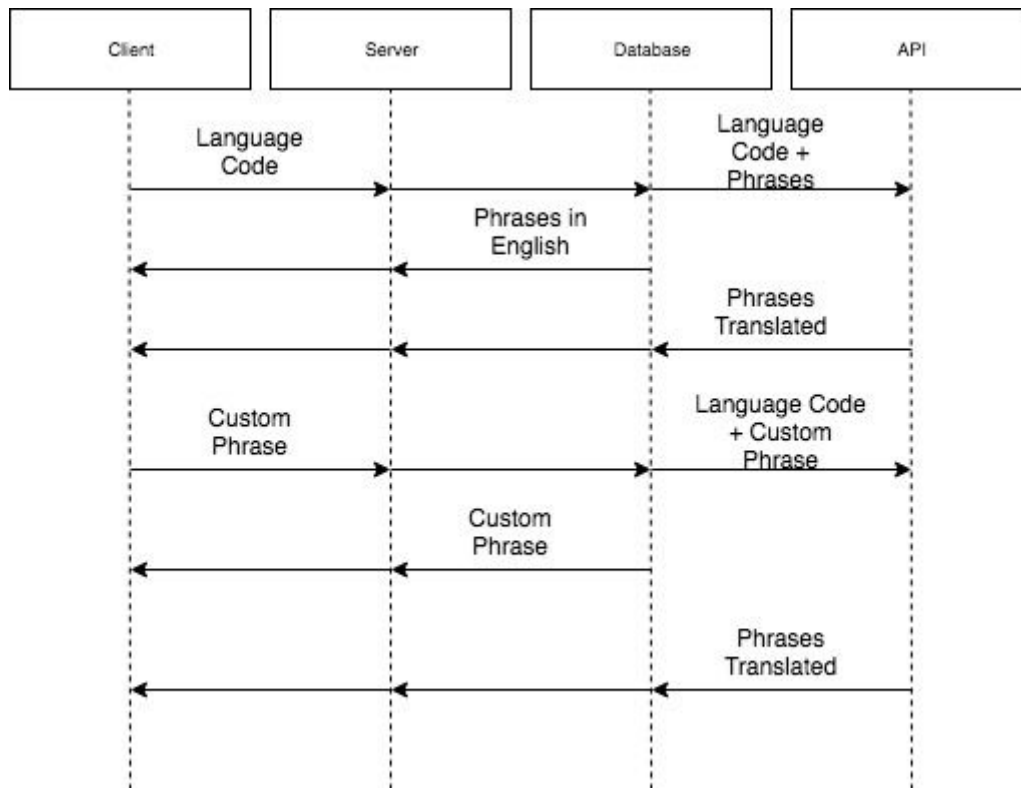 Client
Server
Database
API
Language
Code
Language
Code +
Phrases
Phrases in
English
Phrases
Translated
Custom
Phrase
Language Code
+ Custom
Phrase
Custom
Phrase
Phrases
Translated